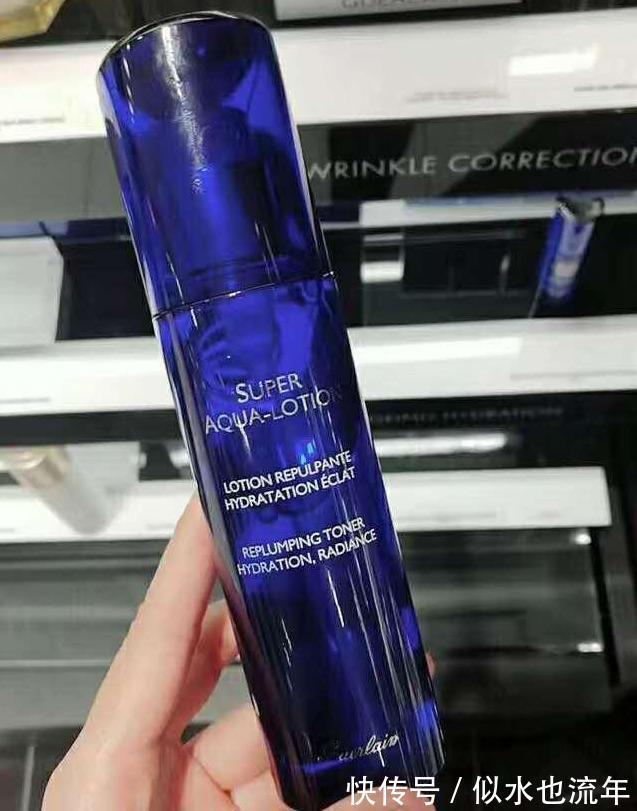 WRINKLE CORRECTION
SUPER
AQUA-LOTION
LOTION REPULPANTE
HYDRATATION ÉCLAT
REPLUMPING TONER
HYDRATION, RADIANCE
Guerlain
快传号 / 似水也流年